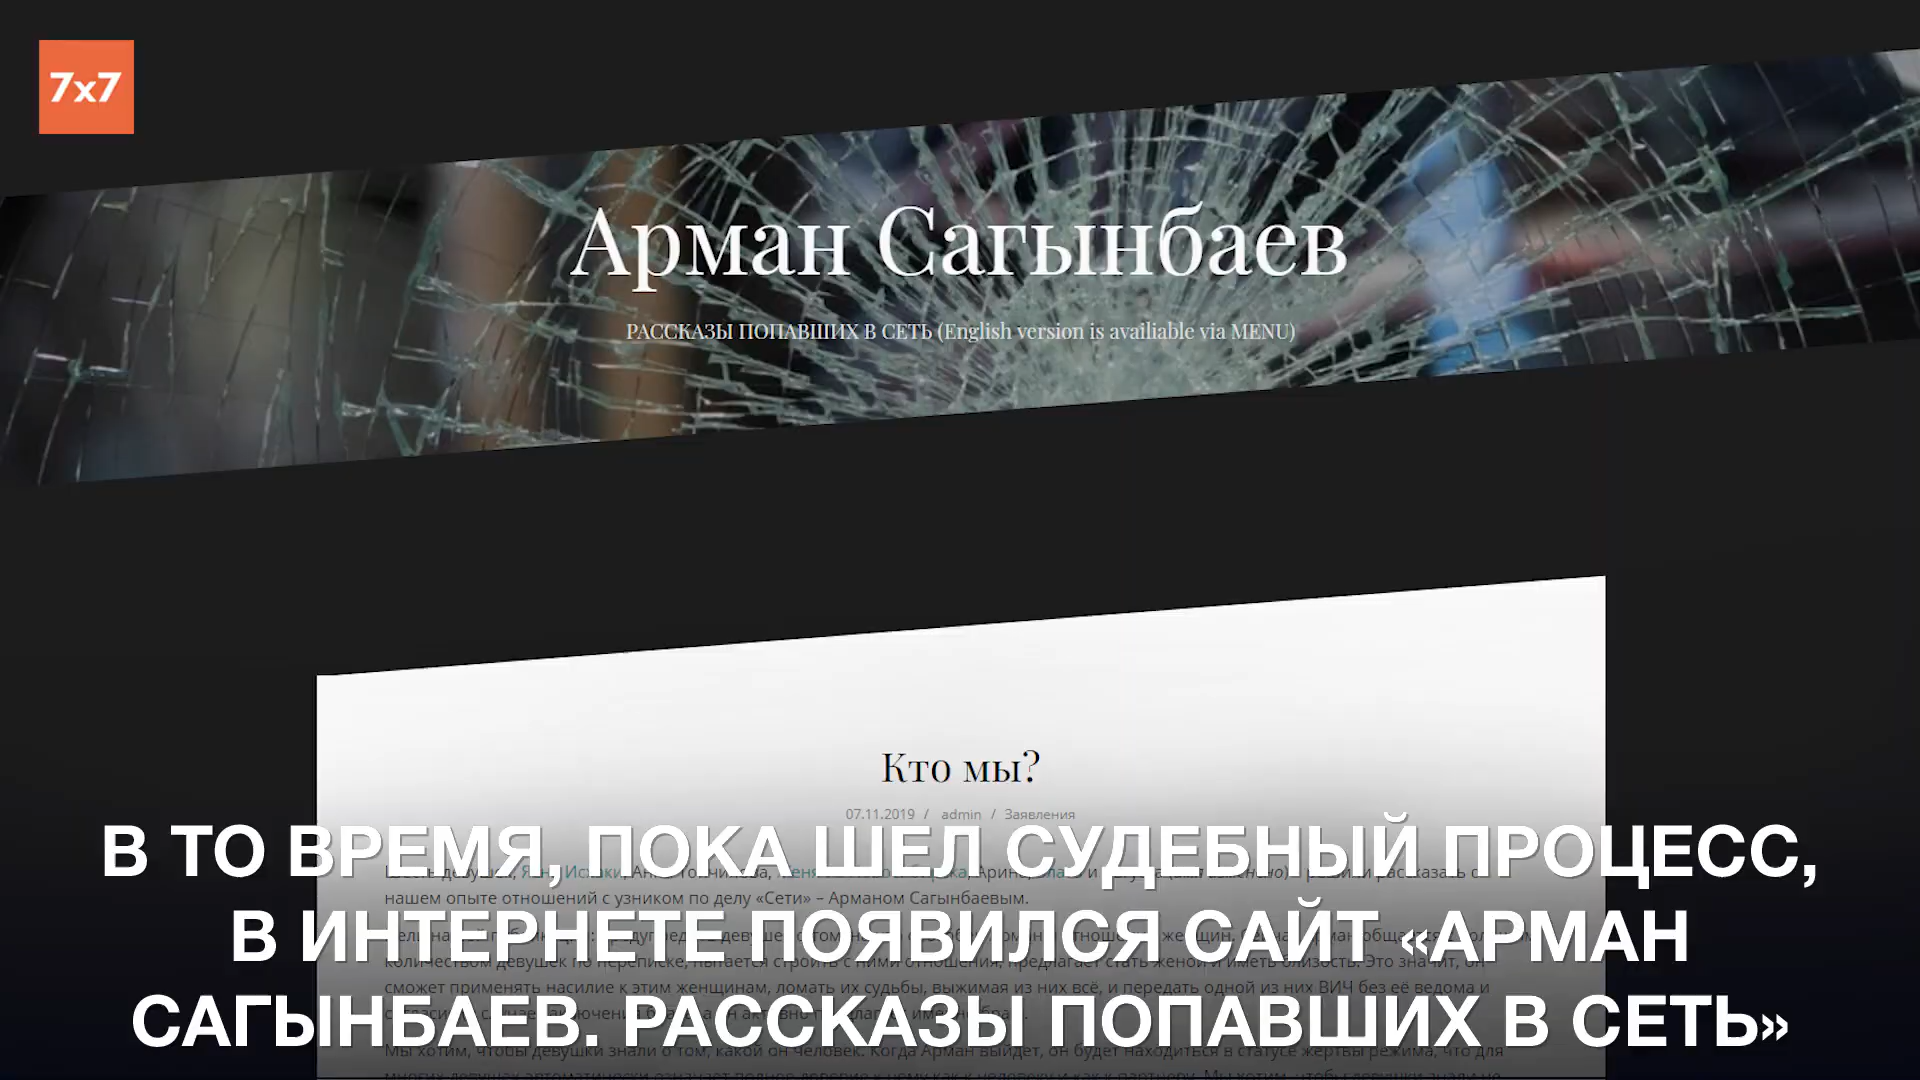 7x7
Арман Сагынбаев
РАССКАЗЫ ПОПАВШИХ В СЕТЬ (English version is availiable via MENU)
Кто мы?
07.11.2019 / admin / Заявления
В ТО ВРЕМЯ, ПОКА ШЕЛ СУДЕБНЫЙ ПРОЦЕСС,
нашем опыте отношений с узником по делу «Сети» – Арманом Сагынбаевым.
В ИНТЕРНЕТЕ ПОЯВИЛСЯ САЙТ «АРМАН
количеством девушек по переписке, пытается строить с ними отношения, предлагает стать женой и иметь близость. Это значит, он
сможет применять насилие к этим женщинам, ломать их судьбы, выжимая из них всё, и передать одной из них ВИЧ без её ведома и
САГЫНБАЕВ. РАССКАЗЫ ПОПАВШИХ В СЕТЬ»
Мы хотим, чтобы девушки знали о том, какой он человек. Когда Арман выйдет, он будет находиться в статусе жертвы режима, что для